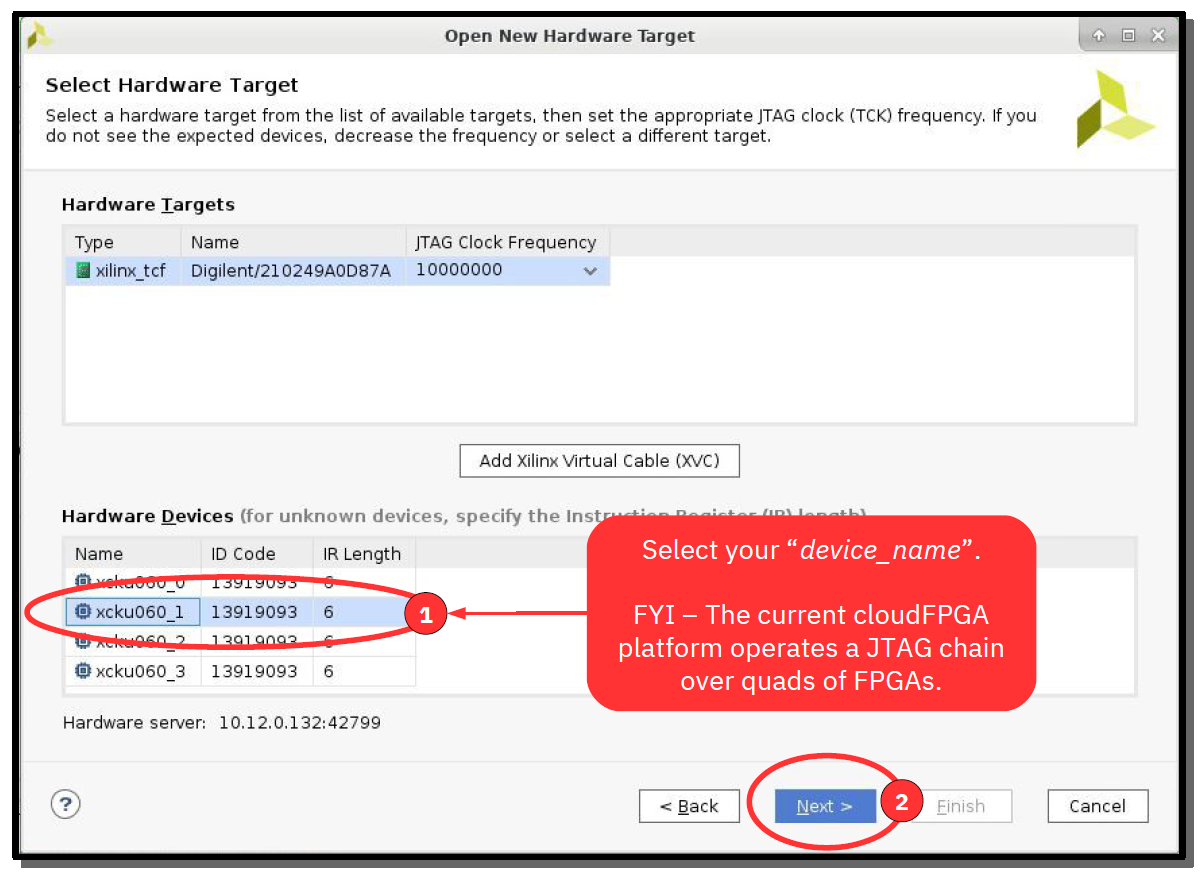 Open New Hardware Target
Select Hardware Target
Select a hardware target from the list of available targets, then set the appropriate JTAG clock (TCK) frequency. If you
do not see the expected devices, decrease the frequency or select a different target.
Hardware Targets
Type Name JTAG Clock Frequency
xilinx_tcf Digilent/210249A0D87A 10000000
Add Xilinx Virtual Cable (XVC)
Hardware Devices (for unknown devices, specify the Instruction Register (IR) length)
Name ID Code IR Length
xcku060_0 13919093 6
xcku060_1 13919093 6
xcku060_2 13919093 6
xcku060_3 13919093 6
1
Select your “device_name”.
FYI – The current cloudFPGA
platform operates a JTAG chain
over quads of FPGAs.
Hardware server: 10.12.0.132:42799
? < Back Next > 2 Finish Cancel